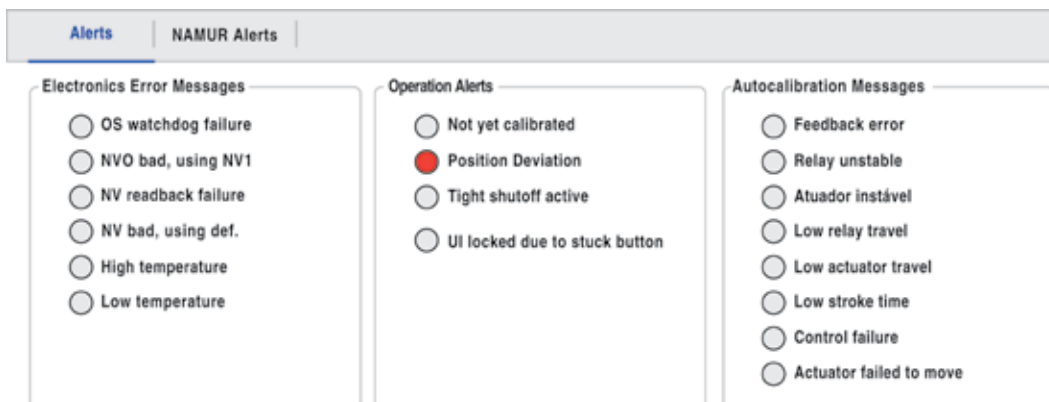 Alerts
NAMUR Alerts
Electronics Error Messages
OS watchdog failure
NVO bad, using NV1
NV readback failure
NV bad, using def.
High temperature
Low temperature
Operation Alerts
Not yet calibrated
Position Deviation
Tight shutoff active
UI locked due to stuck button
Autocalibration Messages
Feedback error
Relay unstable
Atuador instável
Low relay travel
Low actuator travel
Low stroke time
Control failure
Actuator failed to move